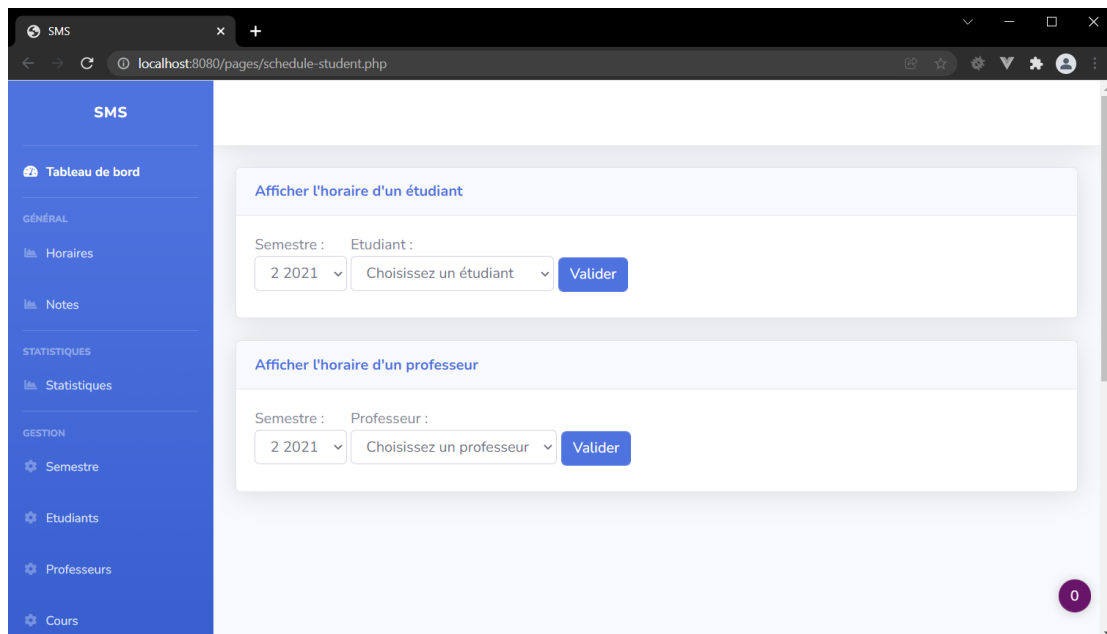 SMS
localhost:8080/pages/schedule-student.php
SMS
Tableau de bord
GÉNÉRAL
Horaires
Notes
STATISTIQUES
Statistiques
GESTION
Semestre
Etudiants
Professeurs
Cours
Afficher l'horaire d'un étudiant
Semestre : Etudiant :
2 2021 Choisissez un étudiant Valider
Afficher l'horaire d'un professeur
Semestre : Professeur :
2 2021 Choisissez un professeur Valider
0